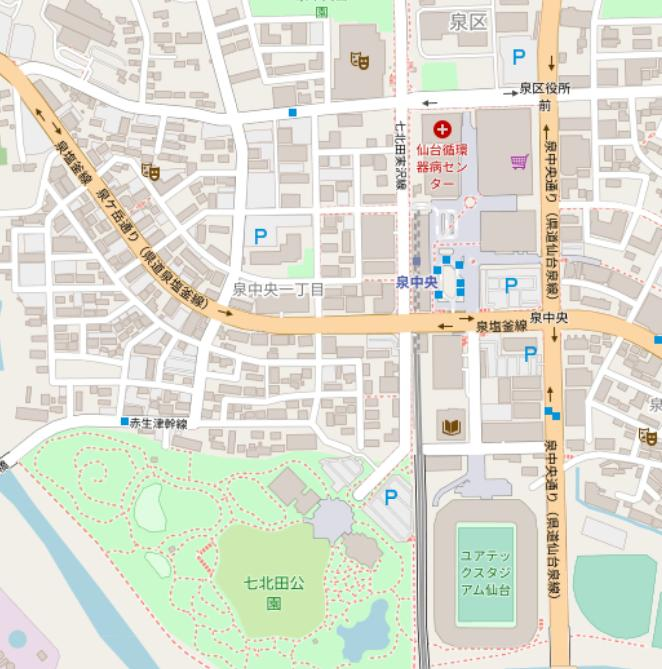 園
泉区
P
泉区役所
前
七北田実沢線
仙台循環
器病セン
ター
泉塩釜線
泉中央通り (県道仙台泉線)
泉ケ岳通り (県道泉塩釜線)
P
泉中央
P
泉中央一丁目
泉中央
泉塩釜線
P
赤生津幹線
泉
泉中央通り (県道仙台泉線)
P
ユアテッ
クスタジ
アム仙台
七北田公
園